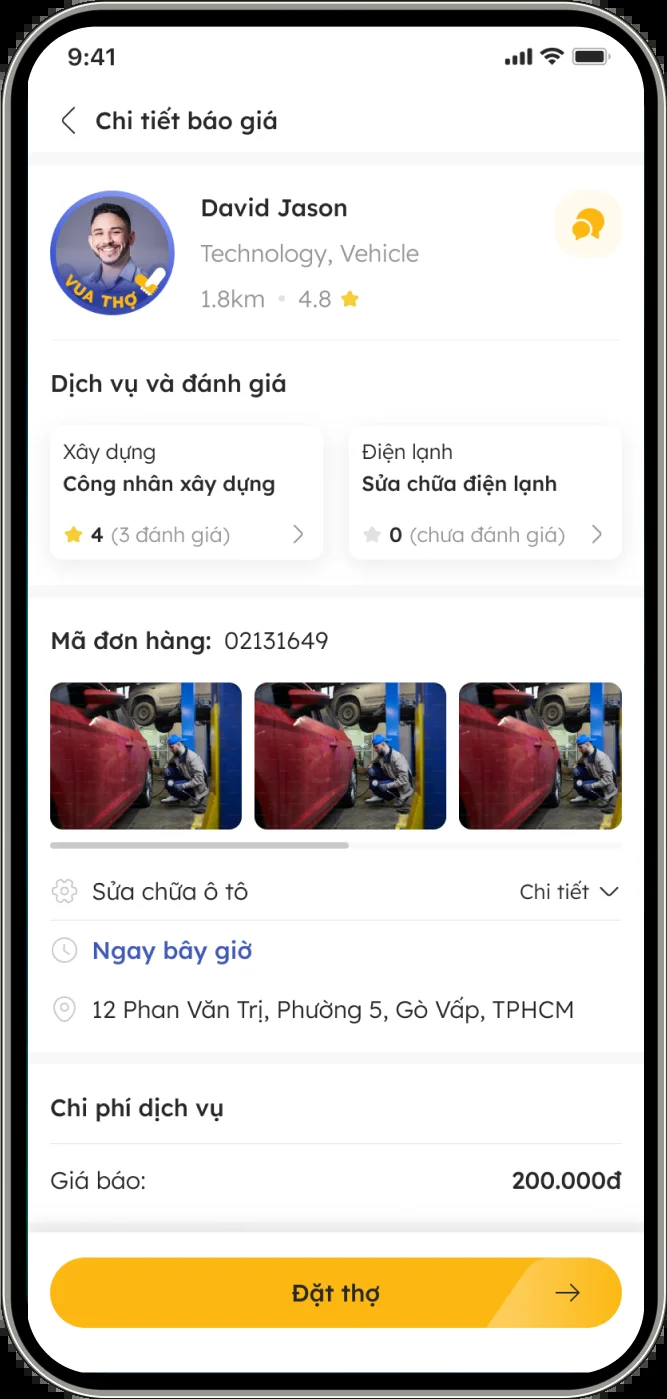 9:41
Chi tiết báo giá
David Jason
Technology, Vehicle
1.8km • 4.8
VUA THỢ
Dịch vụ và đánh giá
Xây dựng
Công nhân xây dựng
4 (3 đánh giá)
Điện lạnh
Sửa chữa điện lạnh
0 (chưa đánh giá)
Mã đơn hàng: 02131649
Sửa chữa ô tô Chi tiết
Ngay bây giờ
12 Phan Văn Trị, Phường 5, Gò Vấp, TPHCM
Chi phí dịch vụ
Giá báo: 200.000đ
Đặt thợ